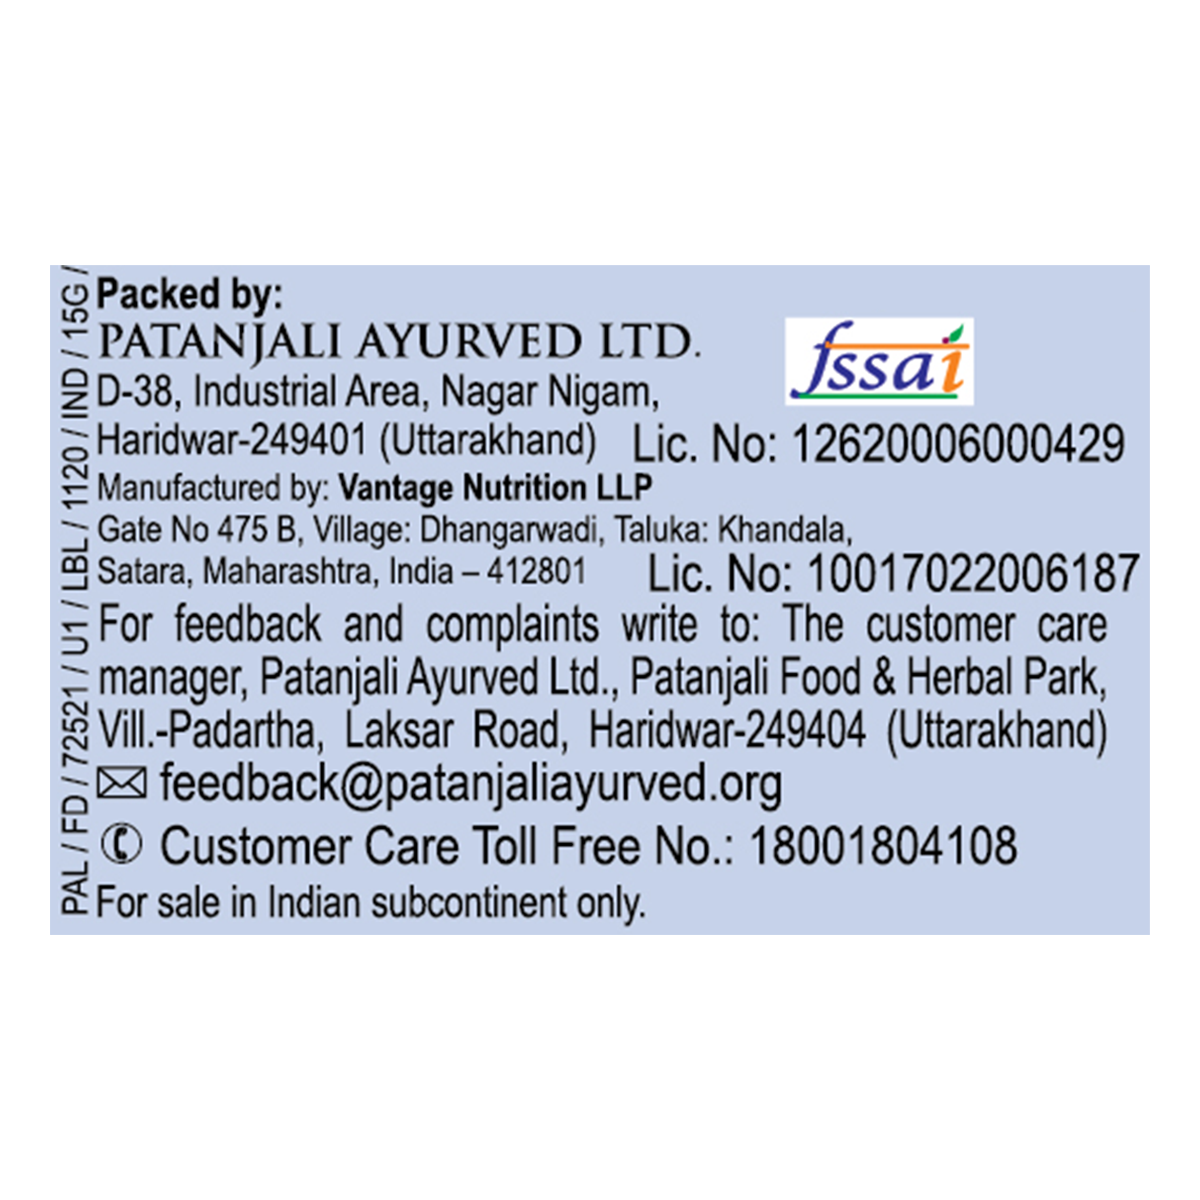 Packed by:
PATANJALI AYURVED LTD.
fssai
D-38, Industrial Area, Nagar Nigam,
Haridwar-249401 (Uttarakhand) Lic. No: 12620006000429
Manufactured by: Vantage Nutrition LLP
Gate No 475 B, Village: Dhangarwadi, Taluka: Khandala,
Satara, Maharashtra, India – 412801 Lic. No: 10017022006187
For feedback and complaints write to: The customer care
manager, Patanjali Ayurved Ltd., Patanjali Food & Herbal Park,
Vill.-Padartha, Laksar Road, Haridwar-249404 (Uttarakhand)
feedback@patanjaliayurved.org
Customer Care Toll Free No.: 18001804108
For sale in Indian subcontinent only.
PAL / FD / 72521 / U1 / LBL / 1120 / IND / 15G /